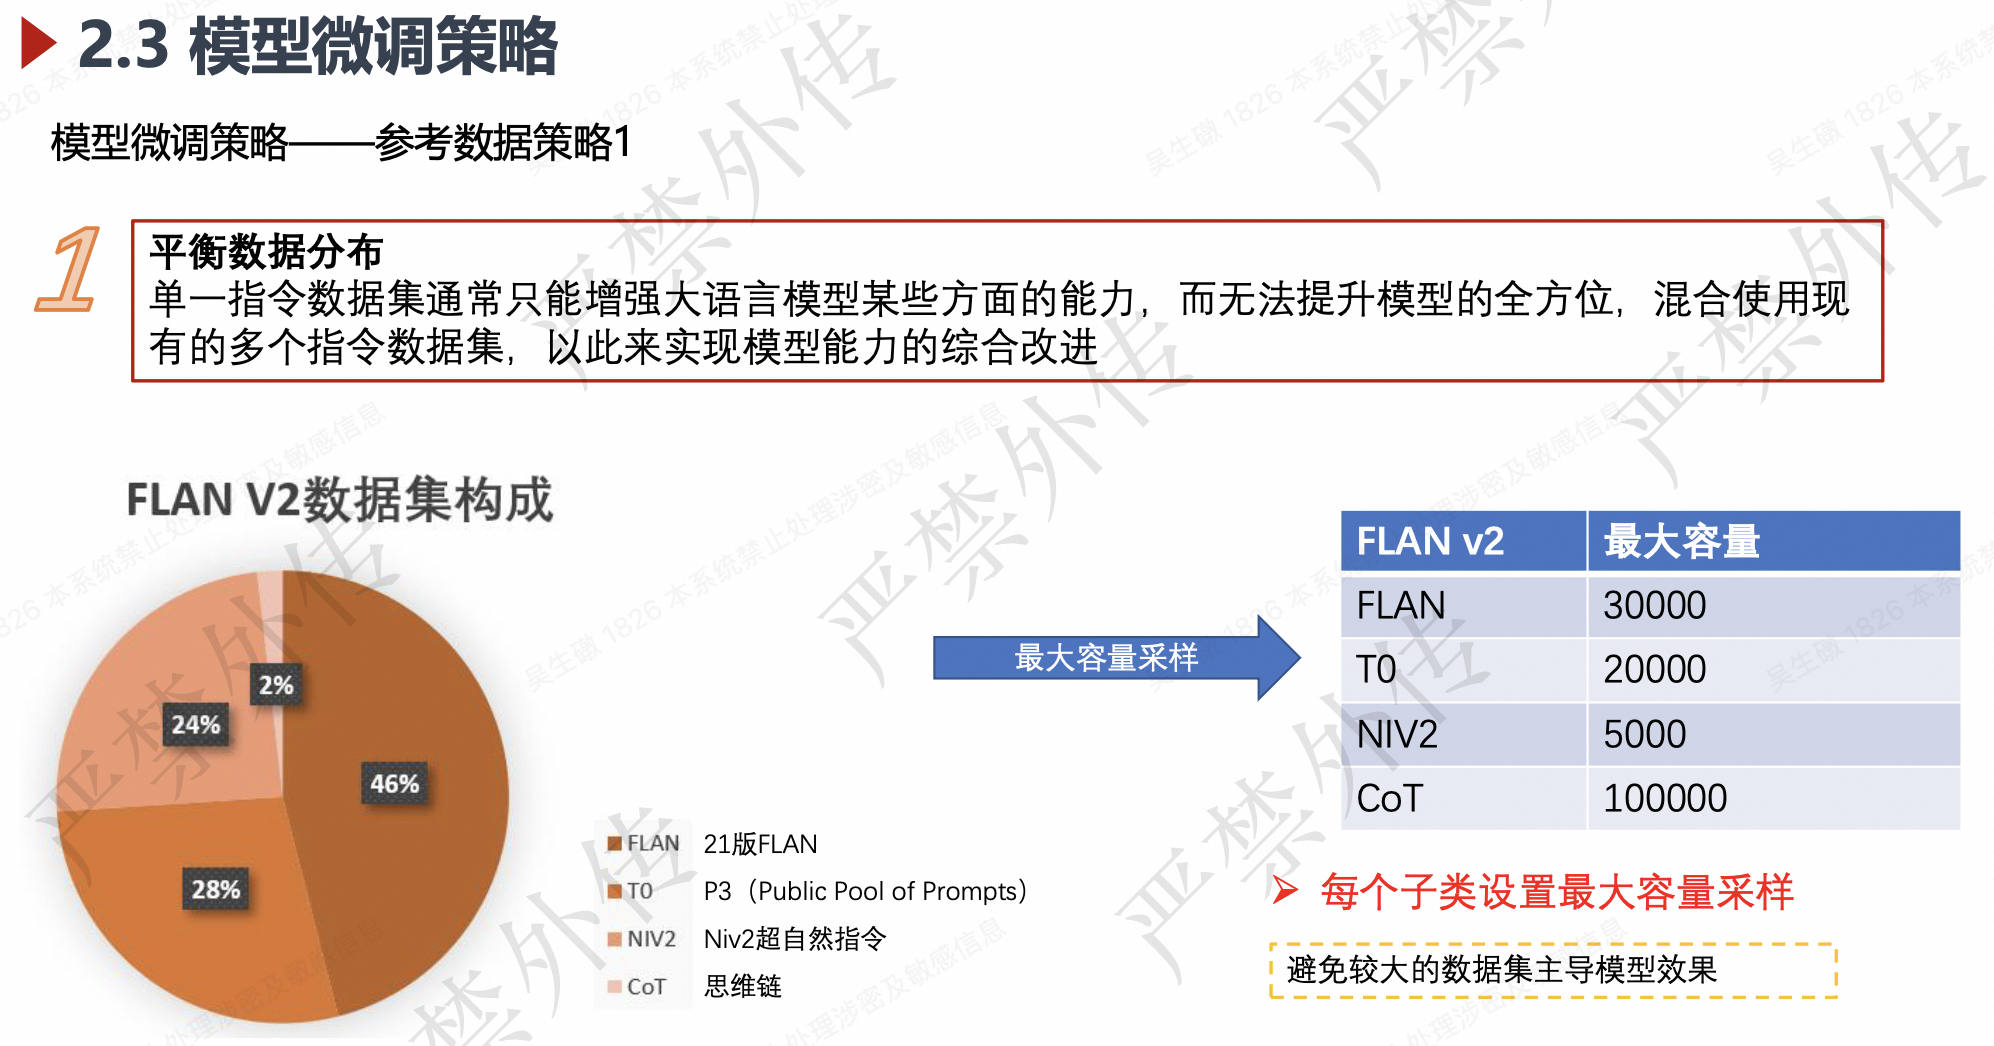 2.3 模型微调策略
模型微调策略——参考数据策略1
1
平衡数据分布
单一指令数据集通常只能增强大语言模型某些方面的能力，而无法提升模型的全方位，混合使用现
有的多个指令数据集，以此来实现模型能力的综合改进
FLAN V2数据集构成
2%
24%
46%
28%
FLAN 21版FLAN
T0 P3（Public Pool of Prompts）
NIV2 Niv2超自然指令
CoT 思维链
最大容量采样
FLAN v2 最大容量
FLAN 30000
T0 20000
NIV2 5000
CoT 100000
每个子类设置最大容量采样
避免较大的数据集主导模型效果
严禁外传
吴生礅 1826 本系统禁止处理涉密及敏感信息